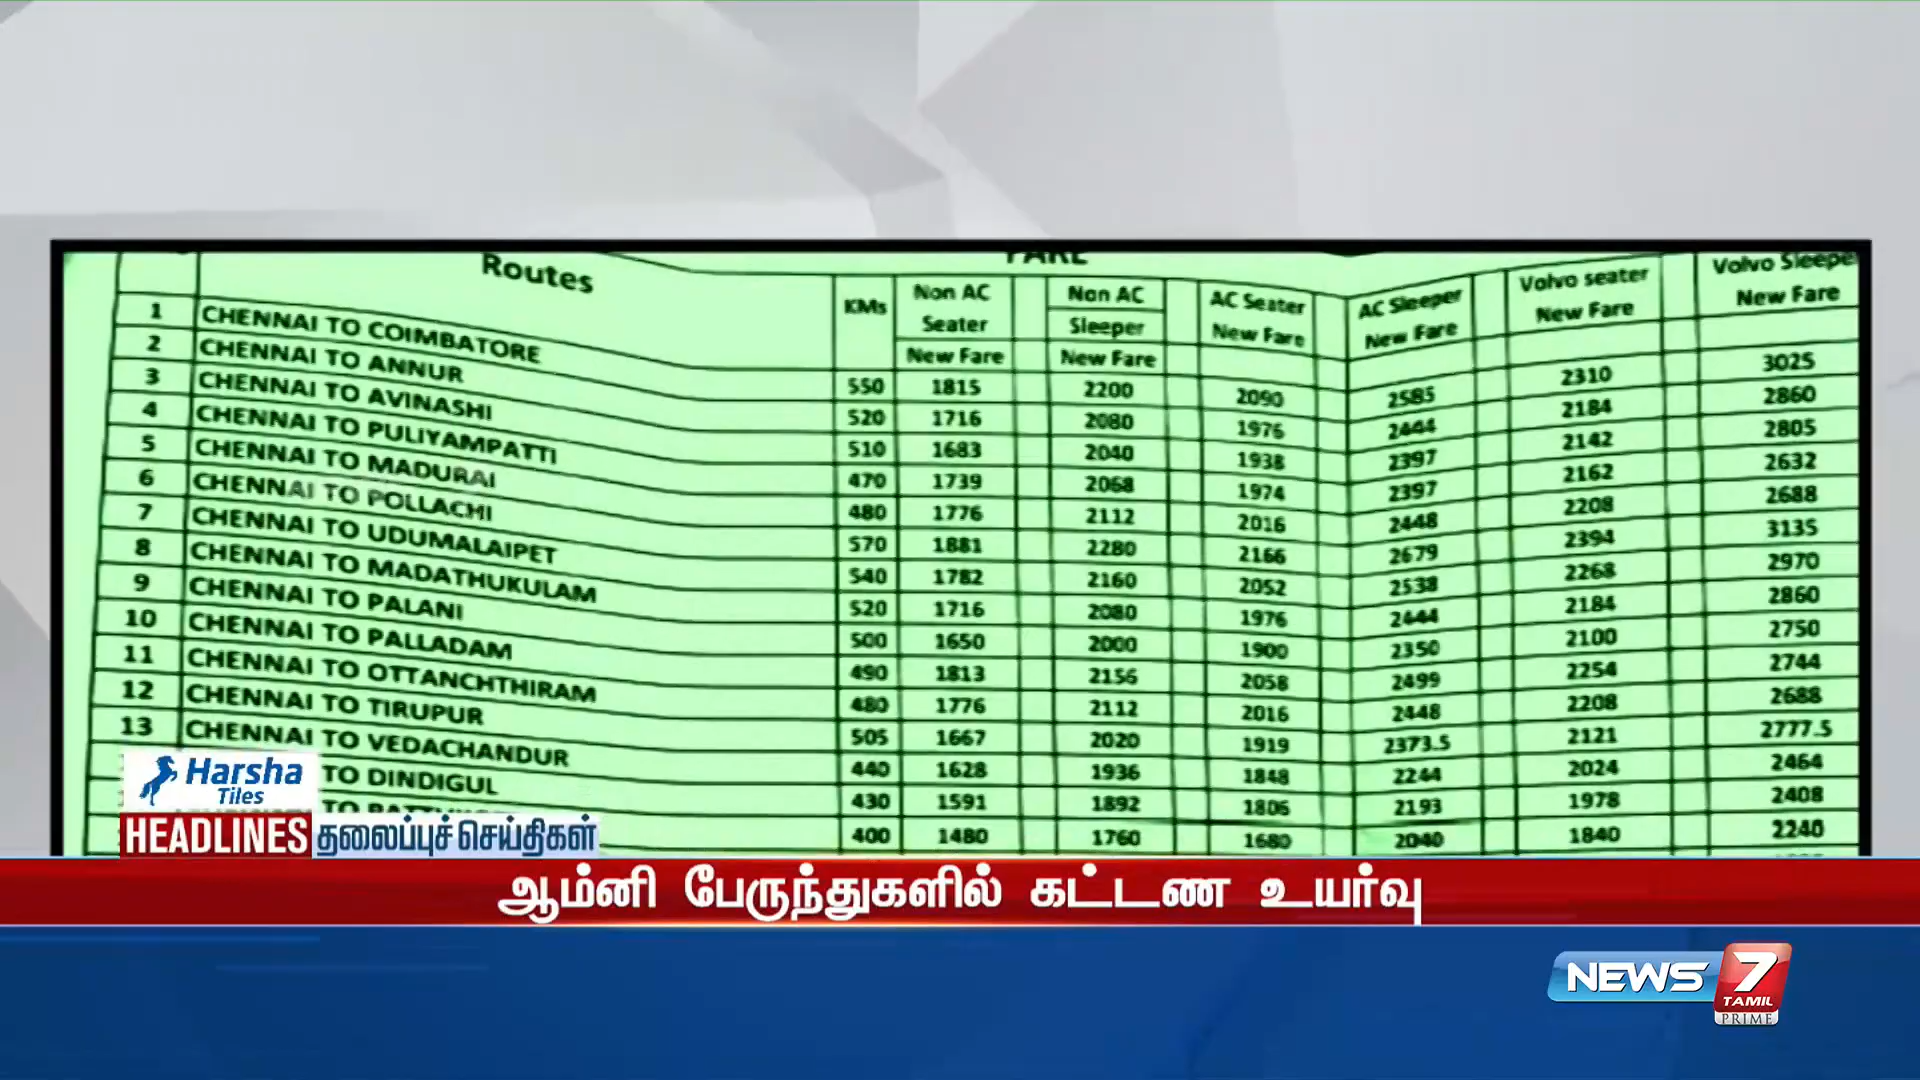 FARE
Routes
KMs
Non AC Seater New Fare
Non AC Sleeper New Fare
AC Seater New Fare
AC Sleeper New Fare
Volvo seater New Fare
Volvo Sleeper New Fare
1 CHENNAI TO COIMBATORE 550 1815 2200 2090 2585 2310 3025
2 CHENNAI TO ANNUR 520 1716 2080 1976 2444 2184 2860
3 CHENNAI TO AVINASHI 510 1683 2040 1938 2397 2142 2805
4 CHENNAI TO PULIYAMPATTI 470 1739 2068 1974 2397 2162 2632
5 CHENNAI TO MADURAI 480 1776 2112 2016 2448 2208 2688
6 CHENNAI TO POLLACHI 570 1881 2280 2166 2679 2394 3135
7 CHENNAI TO UDUMALAIPET 540 1782 2160 2052 2538 2268 2970
8 CHENNAI TO MADATHUKULAM 520 1716 2080 1976 2444 2184 2860
9 CHENNAI TO PALANI 500 1650 2000 1900 2350 2100 2750
10 CHENNAI TO PALLADAM 490 1813 2156 2058 2499 2254 2744
11 CHENNAI TO OTTANCHTHIRAM 480 1776 2112 2016 2448 2208 2688
12 CHENNAI TO TIRUPUR 505 1667 2020 1919 2373.5 2121 2777.5
13 CHENNAI TO VEDACHANDUR 440 1628 1936 1848 2244 2024 2464
TO DINDIGUL 430 1591 1892 1806 2193 1978 2408
TO 400 1480 1760 1680 2040 1840 2240
Harsha
Tiles
HEADLINES தலைப்புச் செய்திகள்
ஆம்னி பேருந்துகளில் கட்டண உயர்வு
NEWS 7
TAMIL
PRIME